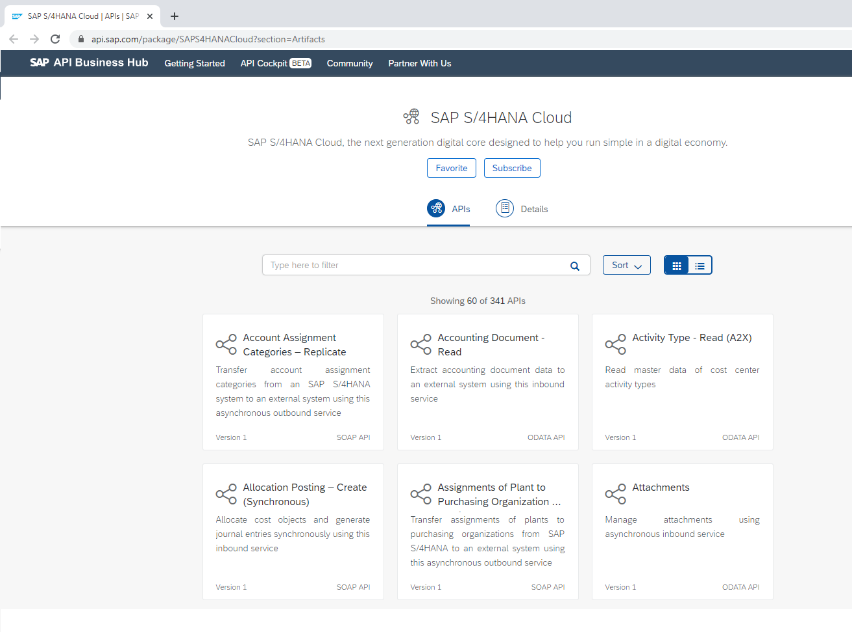 SAP S/4HANA Cloud | APIs | SAP
api.sap.com/package/SAPS4HANACloud?section=Artifacts
SAP API Business Hub Getting Started API Cockpit BETA Community Partner With Us
SAP S/4HANA Cloud
SAP S/4HANA Cloud, the next generation digital core designed to help you run simple in a digital economy.
Favorite Subscribe
APIs Details
Type here to filter Sort
Showing 60 of 341 APIs
Account Assignment
Categories – Replicate
Transfer account assignment
categories from an SAP S/4HANA
system to an external system using this
asynchronous outbound service
Version 1 SOAP API
Accounting Document -
Read
Extract accounting document data to
an external system using this inbound
service
Version 1 ODATA API
Activity Type - Read (A2X)
Read master data of cost center
activity types
Version 1 ODATA API
Allocation Posting – Create
(Synchronous)
Allocate cost objects and generate
journal entries synchronously using this
inbound service
Version 1 SOAP API
Assignments of Plant to
Purchasing Organization ...
Transfer assignments of plants to
purchasing organizations from SAP
S/4HANA to an external system using
this asynchronous outbound service
Version 1 SOAP API
Attachments
Manage attachments using
asynchronous inbound service
Version 1 ODATA API